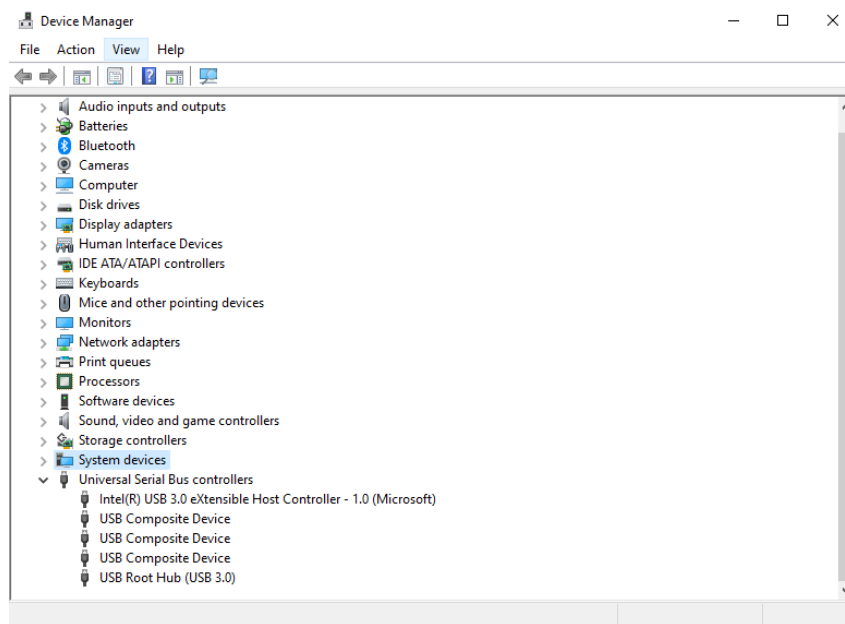 Device Manager
File Action View Help
Audio inputs and outputs
Batteries
Bluetooth
Cameras
Computer
Disk drives
Display adapters
Human Interface Devices
IDE ATA/ATAPI controllers
Keyboards
Mice and other pointing devices
Monitors
Network adapters
Print queues
Processors
Software devices
Sound, video and game controllers
Storage controllers
System devices
Universal Serial Bus controllers
Intel(R) USB 3.0 eXtensible Host Controller - 1.0 (Microsoft)
USB Composite Device
USB Composite Device
USB Composite Device
USB Root Hub (USB 3.0)